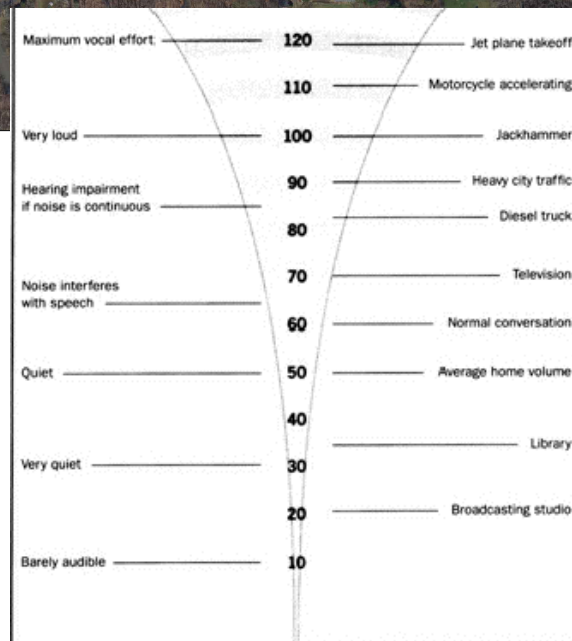 Maximum vocal effort 120 Jet plane takeoff
110 Motorcycle accelerating
Very loud 100 Jackhammer
90 Heavy city traffic
Hearing impairment
if noise is continuous
Diesel truck
80
70 Television
Noise interferes
with speech
60 Normal conversation
Quiet 50 Average home volume
40
Library
Very quiet 30
20 Broadcasting studio
Barely audible 10